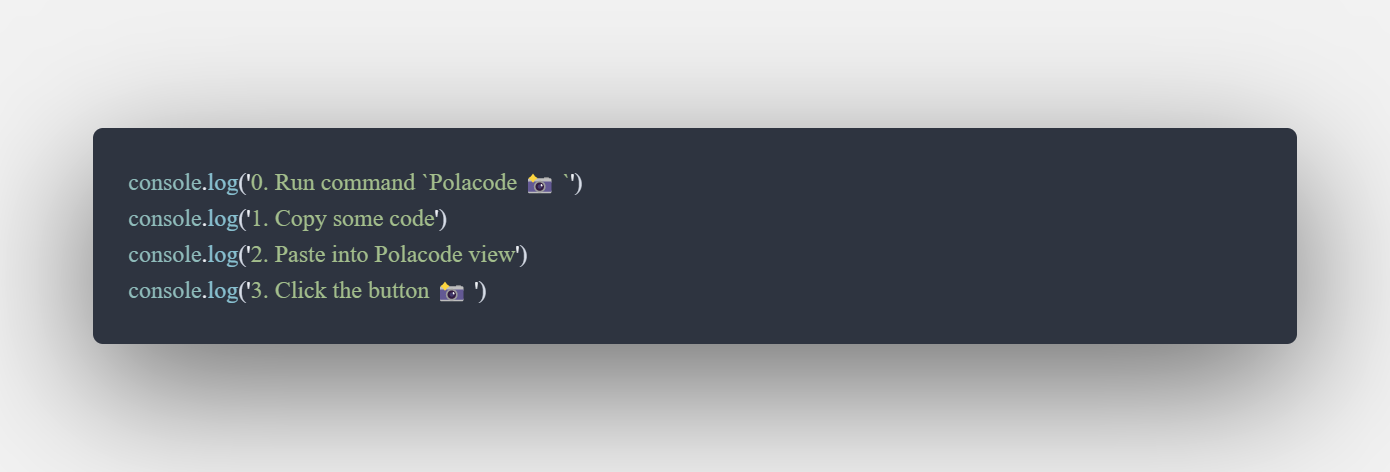 console.log('0. Run command `Polacode 📸 `')
console.log('1. Copy some code')
console.log('2. Paste into Polacode view')
console.log('3. Click the button 📸 ')